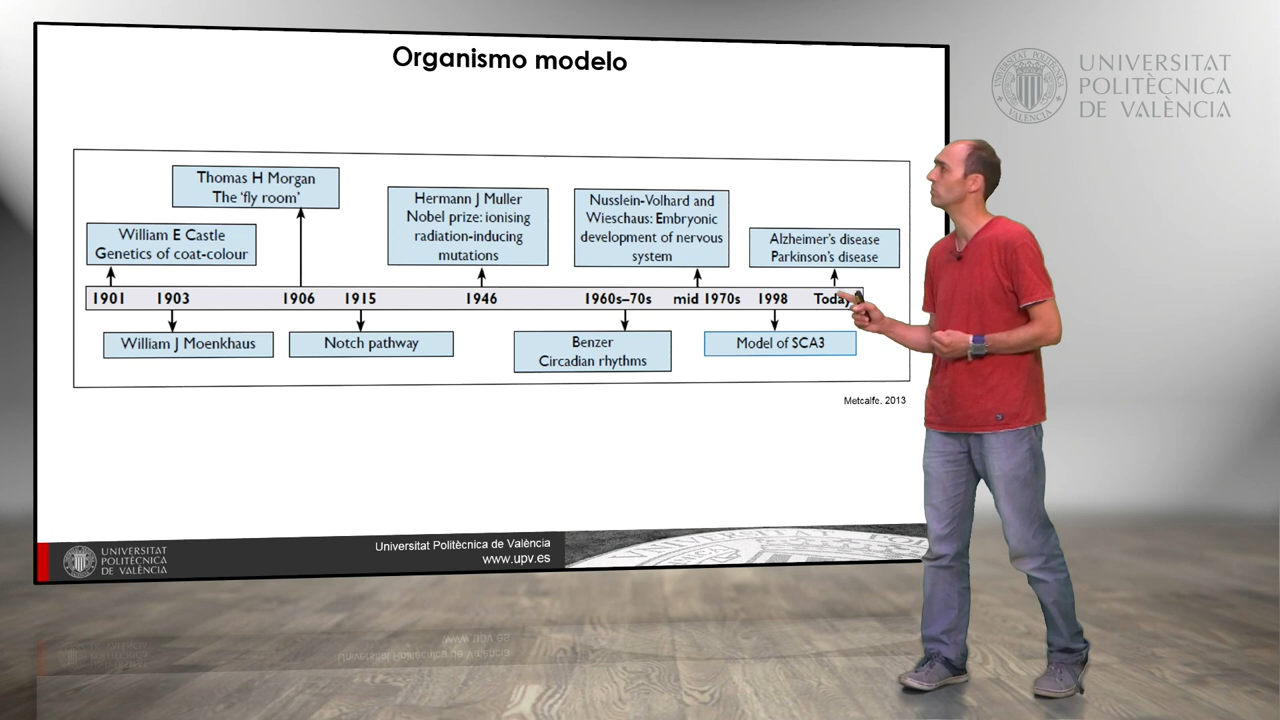 Organismo modelo
Thomas H Morgan
The ‘fly room’
William E Castle
Genetics of coat-colour
Hermann J Muller
Nobel prize: ionising
radiation-inducing
mutations
Nusslein-Volhard and
Wieschaus: Embryonic
development of nervous
system
Alzheimer’s disease
Parkinson’s disease
1901 1903 1906 1915 1946 1960s–70s mid 1970s 1998 Today
William J Moenkhaus
Notch pathway
Benzer
Circadian rhythms
Model of SCA3
Metcalfe. 2013
UNIVERSITAT
POLITÈCNICA
DE VALÈNCIA
Universitat Politècnica de València
www.upv.es
UNIVERSITAT
POLITÈCNICA
DE VALÈNCIA